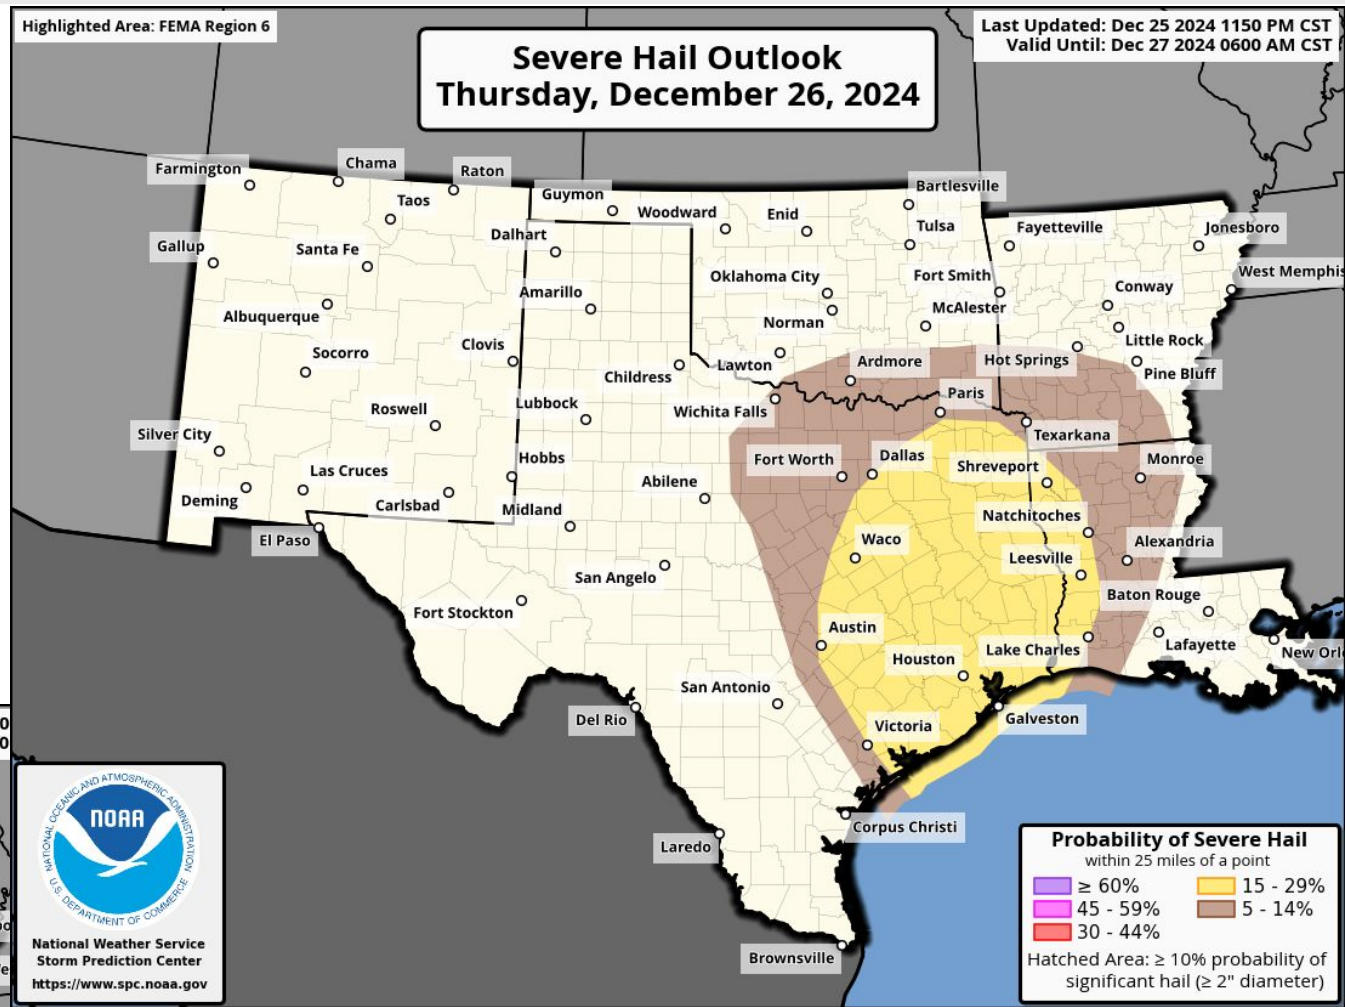 Highlighted Area: FEMA Region 6
Last Updated: Dec 25 2024 1150 PM CST
Valid Until: Dec 27 2024 0600 AM CST
Severe Hail Outlook
Thursday, December 26, 2024
Farmington
Chama
Raton
Taos
Guymon
Woodward
Enid
Bartlesville
Tulsa
Fayetteville
Jonesboro
Gallup
Santa Fe
Dalhart
Oklahoma City
Fort Smith
West Memphis
Amarillo
Conway
Albuquerque
Norman
McAlester
Little Rock
Socorro
Clovis
Childress
Lawton
Ardmore
Hot Springs
Pine Bluff
Roswell
Lubbock
Wichita Falls
Paris
Texarkana
Silver City
Las Cruces
Hobbs
Abilene
Fort Worth
Dallas
Shreveport
Monroe
Deming
Carlsbad
Midland
Natchitoches
El Paso
Waco
Alexandria
San Angelo
Leesville
Fort Stockton
Baton Rouge
Austin
Lake Charles
Lafayette
New Orl
Houston
San Antonio
Del Rio
Victoria
Galveston
Laredo
Corpus Christi
Brownsville
NATIONAL OCEANIC AND ATMOSPHERIC ADMINISTRATION
NOAA
U.S. DEPARTMENT OF COMMERCE
National Weather Service
Storm Prediction Center
https://www.spc.noaa.gov
Probability of Severe Hail
within 25 miles of a point
≥ 60% 15 - 29%
45 - 59% 5 - 14%
30 - 44%
Hatched Area: ≥ 10% probability of
significant hail (≥ 2" diameter)